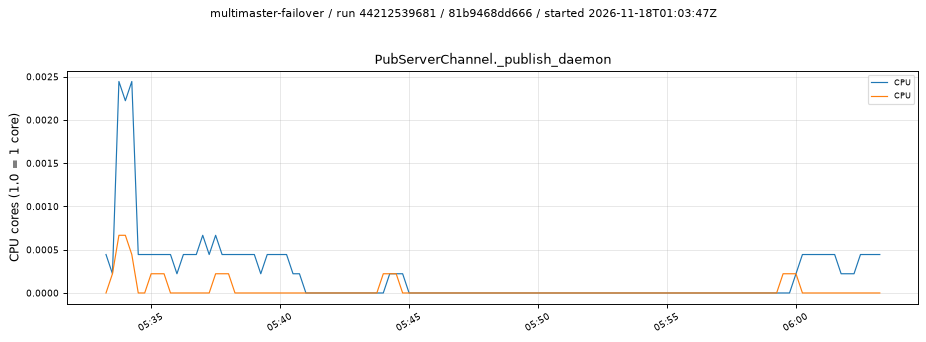 multimaster-failover / run 44212539681 / 81b9468dd666 / started 2026-11-18T01:03:47Z
PubServerChannel._publish_daemon
CPU cores (1.0 = 1 core)
0.0025
0.0020
0.0015
0.0010
0.0005
0.0000
CPU
CPU
05:35
05:40
05:45
05:50
05:55
06:00